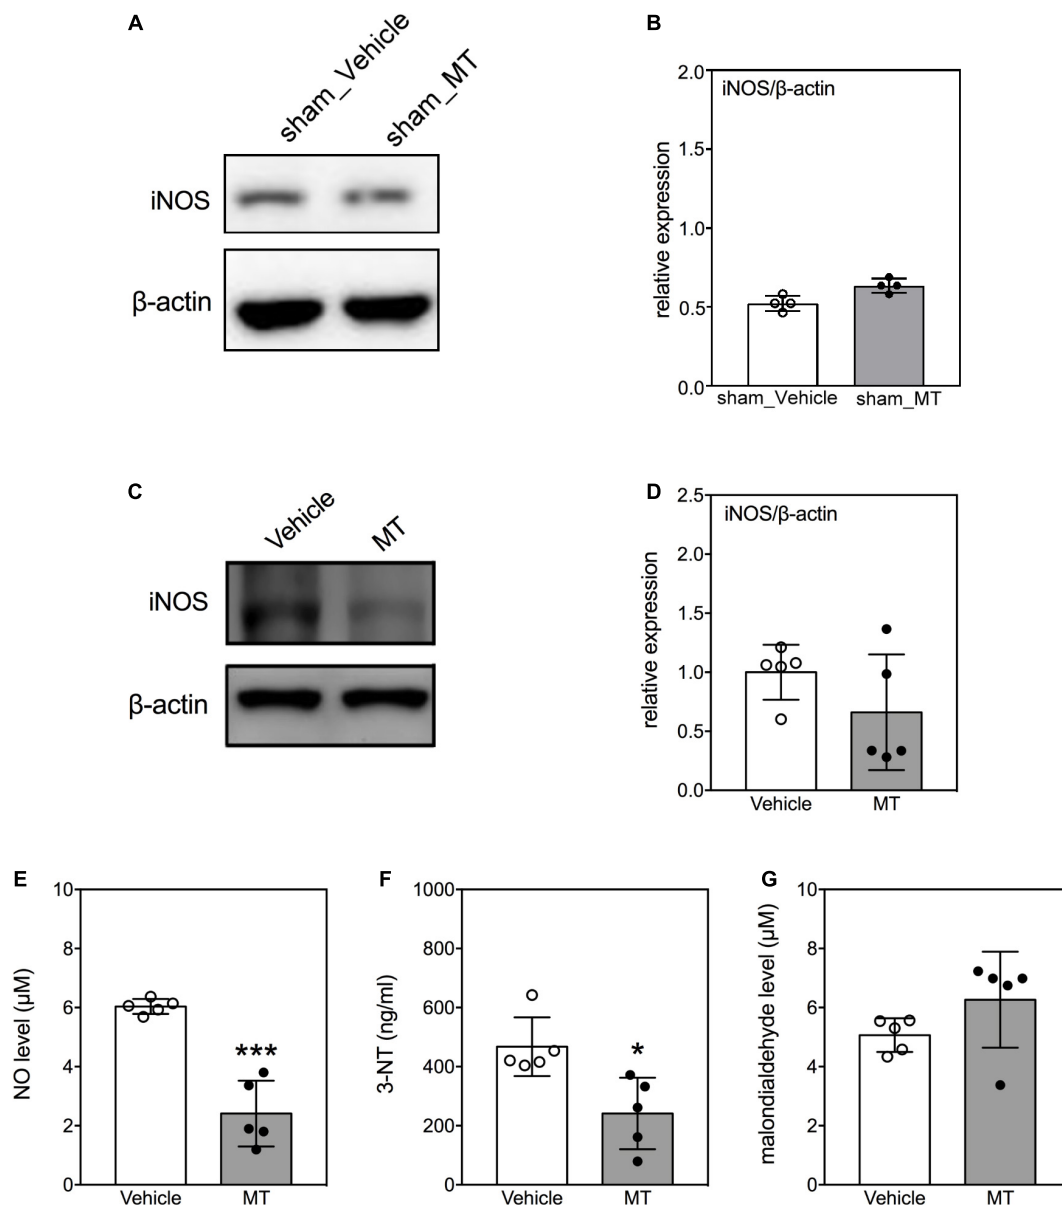 A
sham_Vehicle
sham_MT
iNOS
β-actin
B
iNOS/β-actin
relative expression
2.0
1.5
1.0
0.5
0.0
sham_Vehicle
sham_MT
C
Vehicle
MT
iNOS
β-actin
D
iNOS/β-actin
relative expression
2.5
2.0
1.5
1.0
0.5
0.0
Vehicle
MT
E
NO level (μM)
10
8
6
4
2
0
***
Vehicle
MT
F
3-NT (ng/ml)
1000
800
600
400
200
0
*
Vehicle
MT
G
malondialdehyde level (μM)
10
8
6
4
2
0
Vehicle
MT